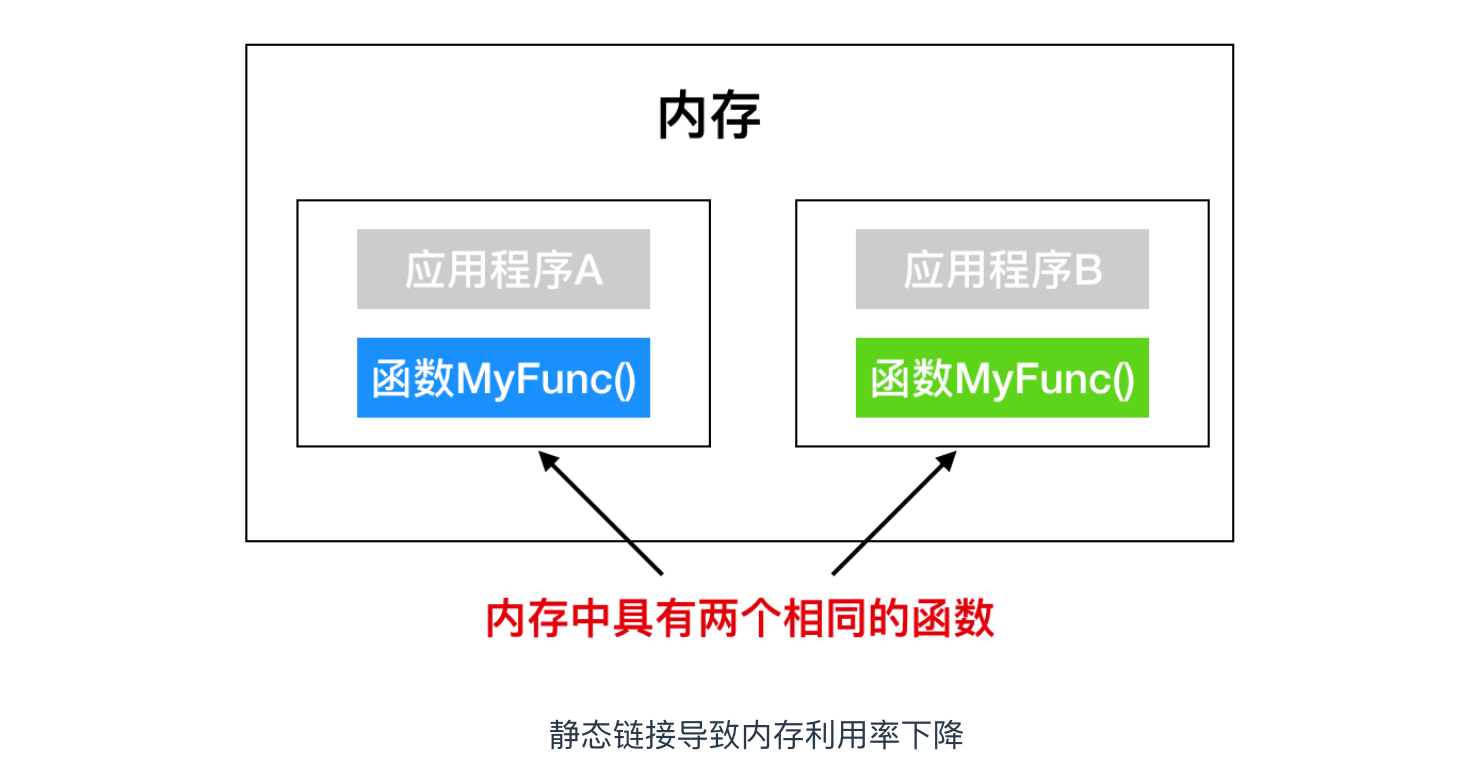 内存
应用程序A
应用程序B
函数MyFunc()
函数MyFunc()
内存中具有两个相同的函数
静态链接导致内存利用率下降